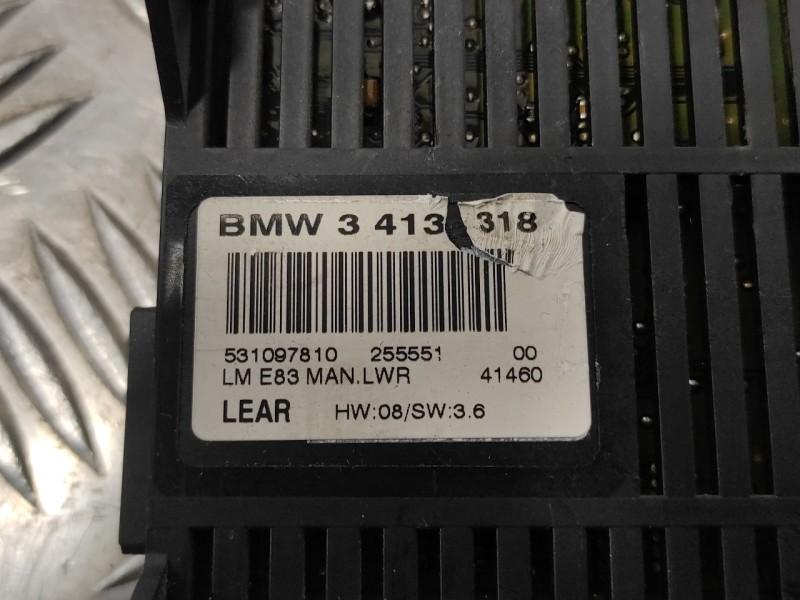 BMW 3 413 318
531097810 255551 00
LM E83 MAN.LWR 41460
LEAR HW:08/SW:3.6